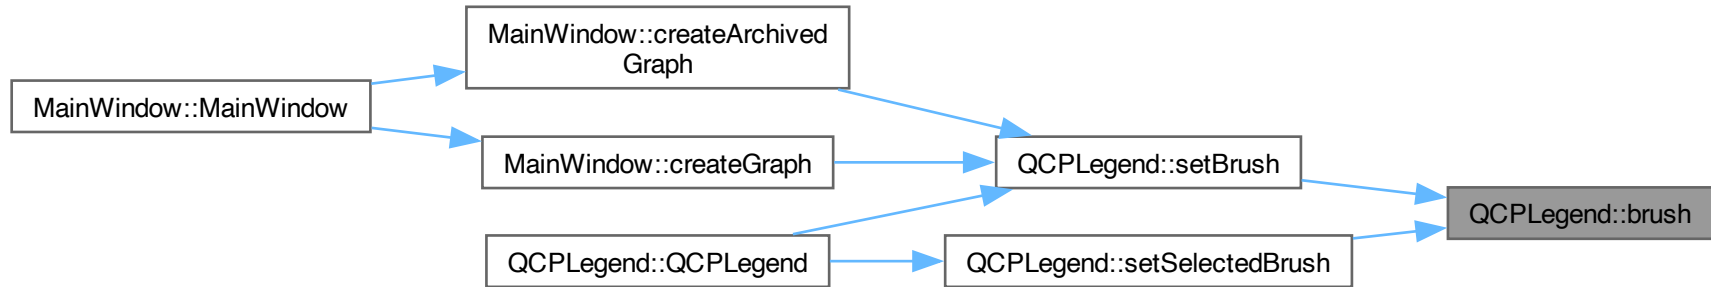 MainWindow::createArchived
Graph
MainWindow::MainWindow
MainWindow::createGraph
QCPLegend::setBrush
QCPLegend::brush
QCPLegend::QCPLegend
QCPLegend::setSelectedBrush